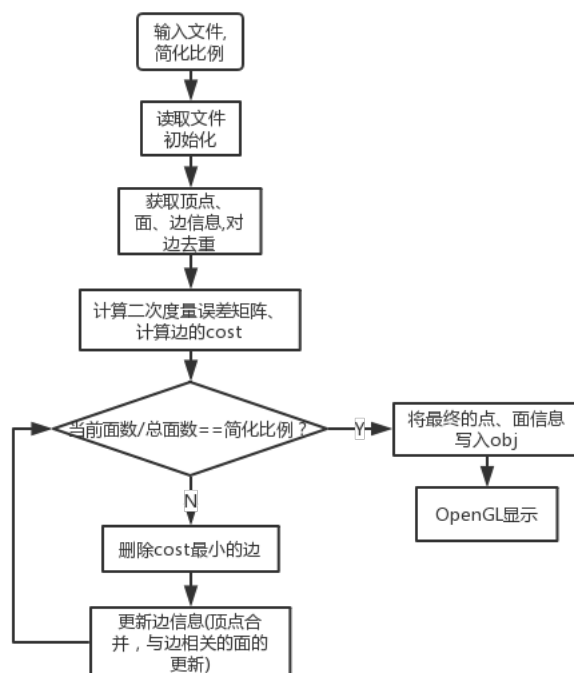 输入文件,
简化比例
读取文件
初始化
获取顶点、
面、边信息,对
边去重
计算二次度量误差矩阵、
计算边的cost
当前面数/总面数==简化比例？
Y
将最终的点、面信息
写入obj
OpenGL显示
N
删除cost最小的边
更新边信息(顶点合
并，与边相关的面的
更新)